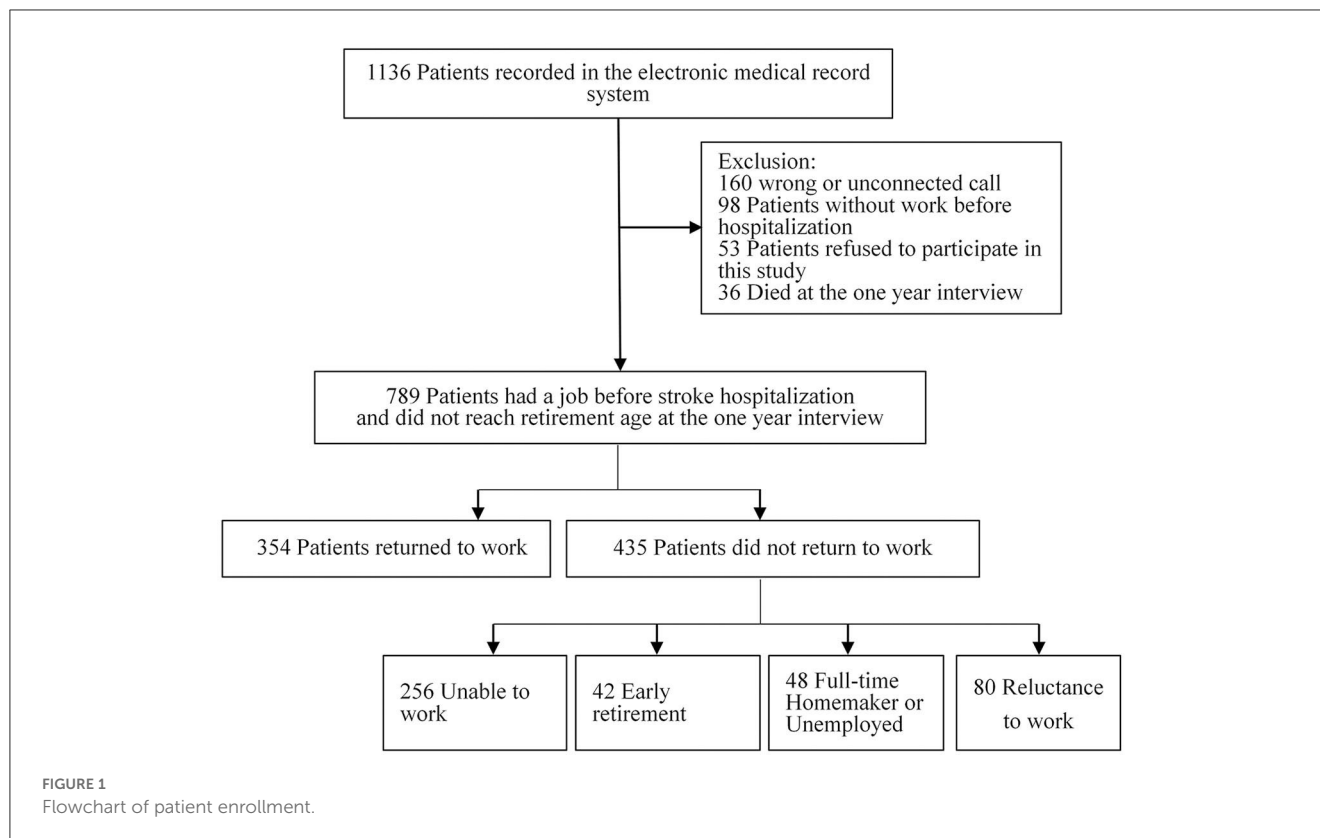 1136 Patients recorded in the electronic medical record
system
Exclusion:
160 wrong or unconnected call
98 Patients without work before
hospitalization
53 Patients refused to participate in
this study
36 Died at the one year interview
789 Patients had a job before stroke hospitalization
and did not reach retirement age at the one year interview
354 Patients returned to work
435 Patients did not return to work
256 Unable to
work
42 Early
retirement
48 Full-time
Homemaker or
Unemployed
80 Reluctance
to work
FIGURE 1
Flowchart of patient enrollment.